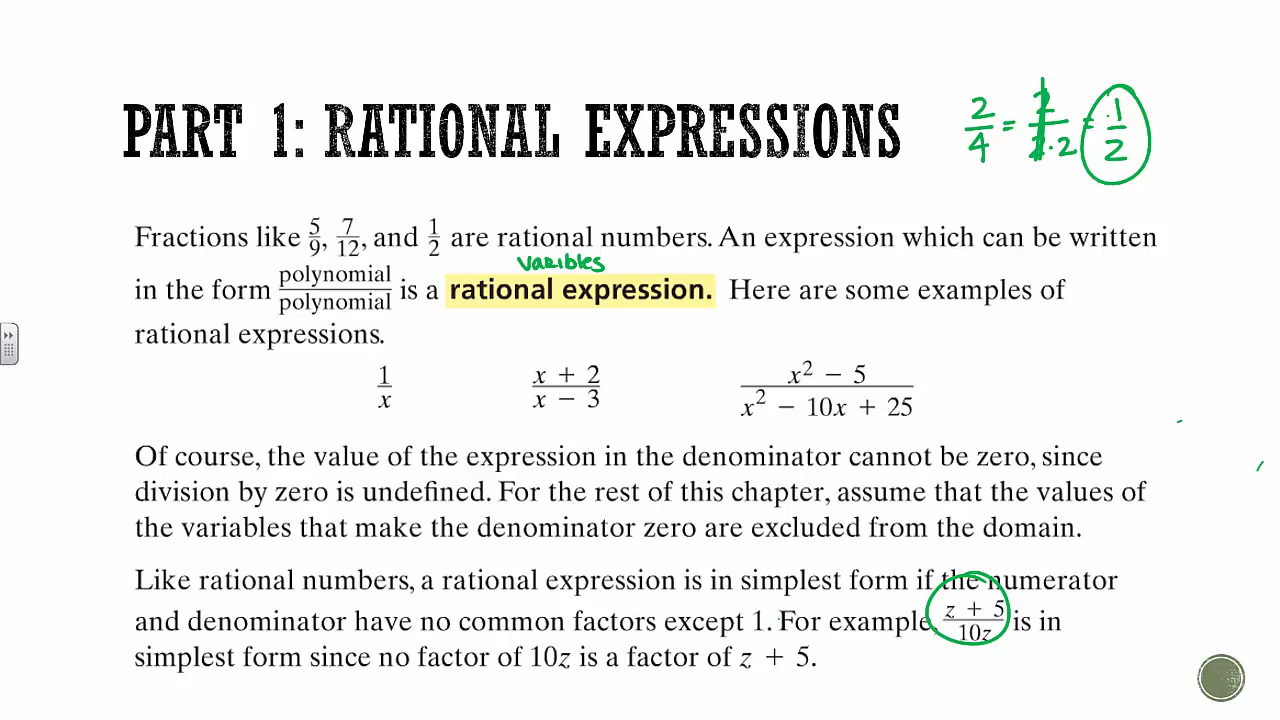 PART 1: RATIONAL EXPRESSIONS
2/4 = 2/2·2 = 1/2
Fractions like 5/9, 7/12, and 1/2 are rational numbers. An expression which can be written
varibles
in the form polynomial/polynomial is a rational expression. Here are some examples of
rational expressions.
1/x    x + 2/x − 3    x² − 5/x² − 10x + 25
Of course, the value of the expression in the denominator cannot be zero, since
division by zero is undefined. For the rest of this chapter, assume that the values of
the variables that make the denominator zero are excluded from the domain.
Like rational numbers, a rational expression is in simplest form if the numerator
and denominator have no common factors except 1. For example, z + 5/10z is in
simplest form since no factor of 10z is a factor of z + 5.